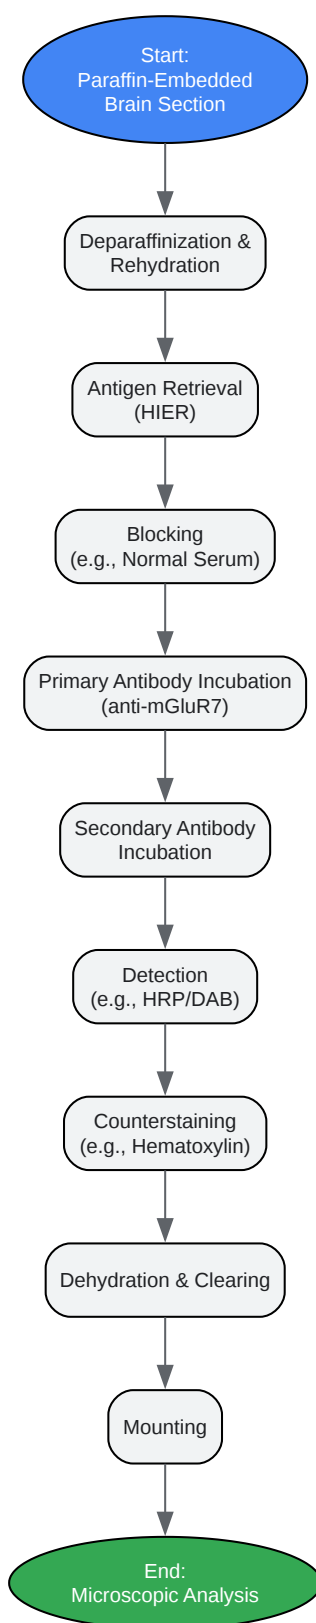 Start:
Paraffin-Embedded
Brain Section
Deparaffinization &
Rehydration
Antigen Retrieval
(HIER)
Blocking
(e.g., Normal Serum)
Primary Antibody Incubation
(anti-mGluR7)
Secondary Antibody
Incubation
Detection
(e.g., HRP/DAB)
Counterstaining
(e.g., Hematoxylin)
Dehydration & Clearing
Mounting
End:
Microscopic Analysis